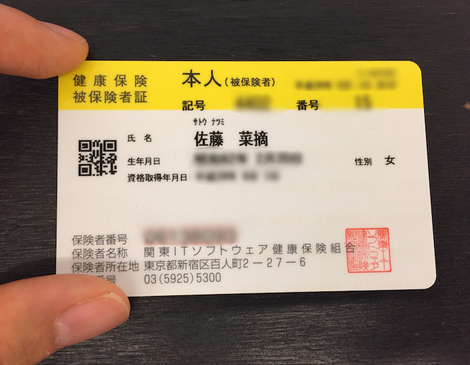 健康保険 本人(被保険者)
被保険者証
記号 番号
サトウ ナツミ
氏名 佐藤 菜摘
生年月日 性別 女
資格取得年月日
保険者番号
保険者名称 関東ITソフトウェア健康保険組合
保険者所在地 東京都新宿区百人町2-27-6
号 03(5925)5300